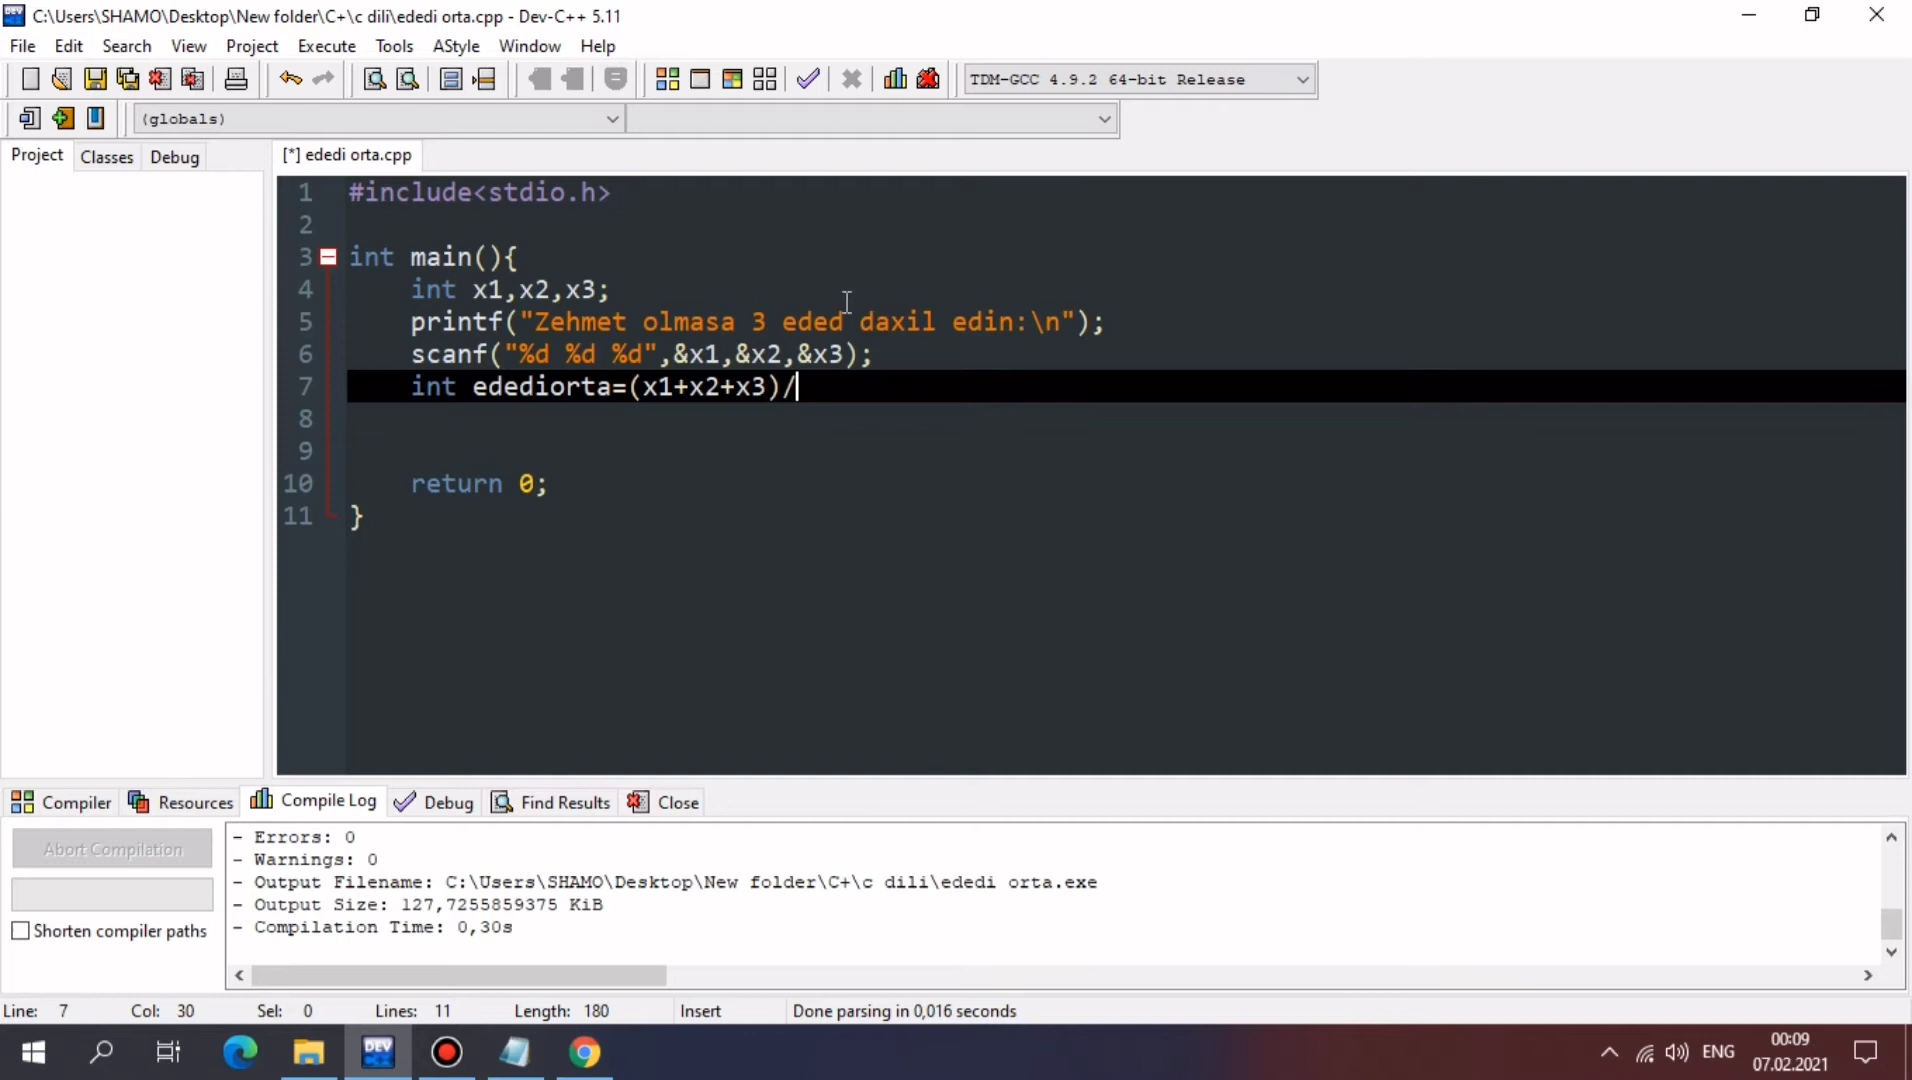 C:\Users\SHAMO\Desktop\New folder\C+\c dili\ededi orta.cpp - Dev-C++ 5.11
File Edit Search View Project Execute Tools AStyle Window Help
TDM-GCC 4.9.2 64-bit Release
(globals)
Project Classes Debug
[*] ededi orta.cpp
1 #include<stdio.h>
2
3 int main(){
4 int x1,x2,x3;
5 printf("Zehmet olmasa 3 eded daxil edin:\n");
6 scanf("%d %d %d",&x1,&x2,&x3);
7 int edediorta=(x1+x2+x3)/
8
9
10 return 0;
11 }
Compiler Resources Compile Log Debug Find Results Close
Abort Compilation
Shorten compiler paths
- Errors: 0
- Warnings: 0
- Output Filename: C:\Users\SHAMO\Desktop\New folder\C+\c dili\ededi orta.exe
- Output Size: 127,7255859375 KiB
- Compilation Time: 0,30s
Line: 7 Col: 30 Sel: 0 Lines: 11 Length: 180 Insert Done parsing in 0,016 seconds
DEV
ENG
00:09
07.02.2021